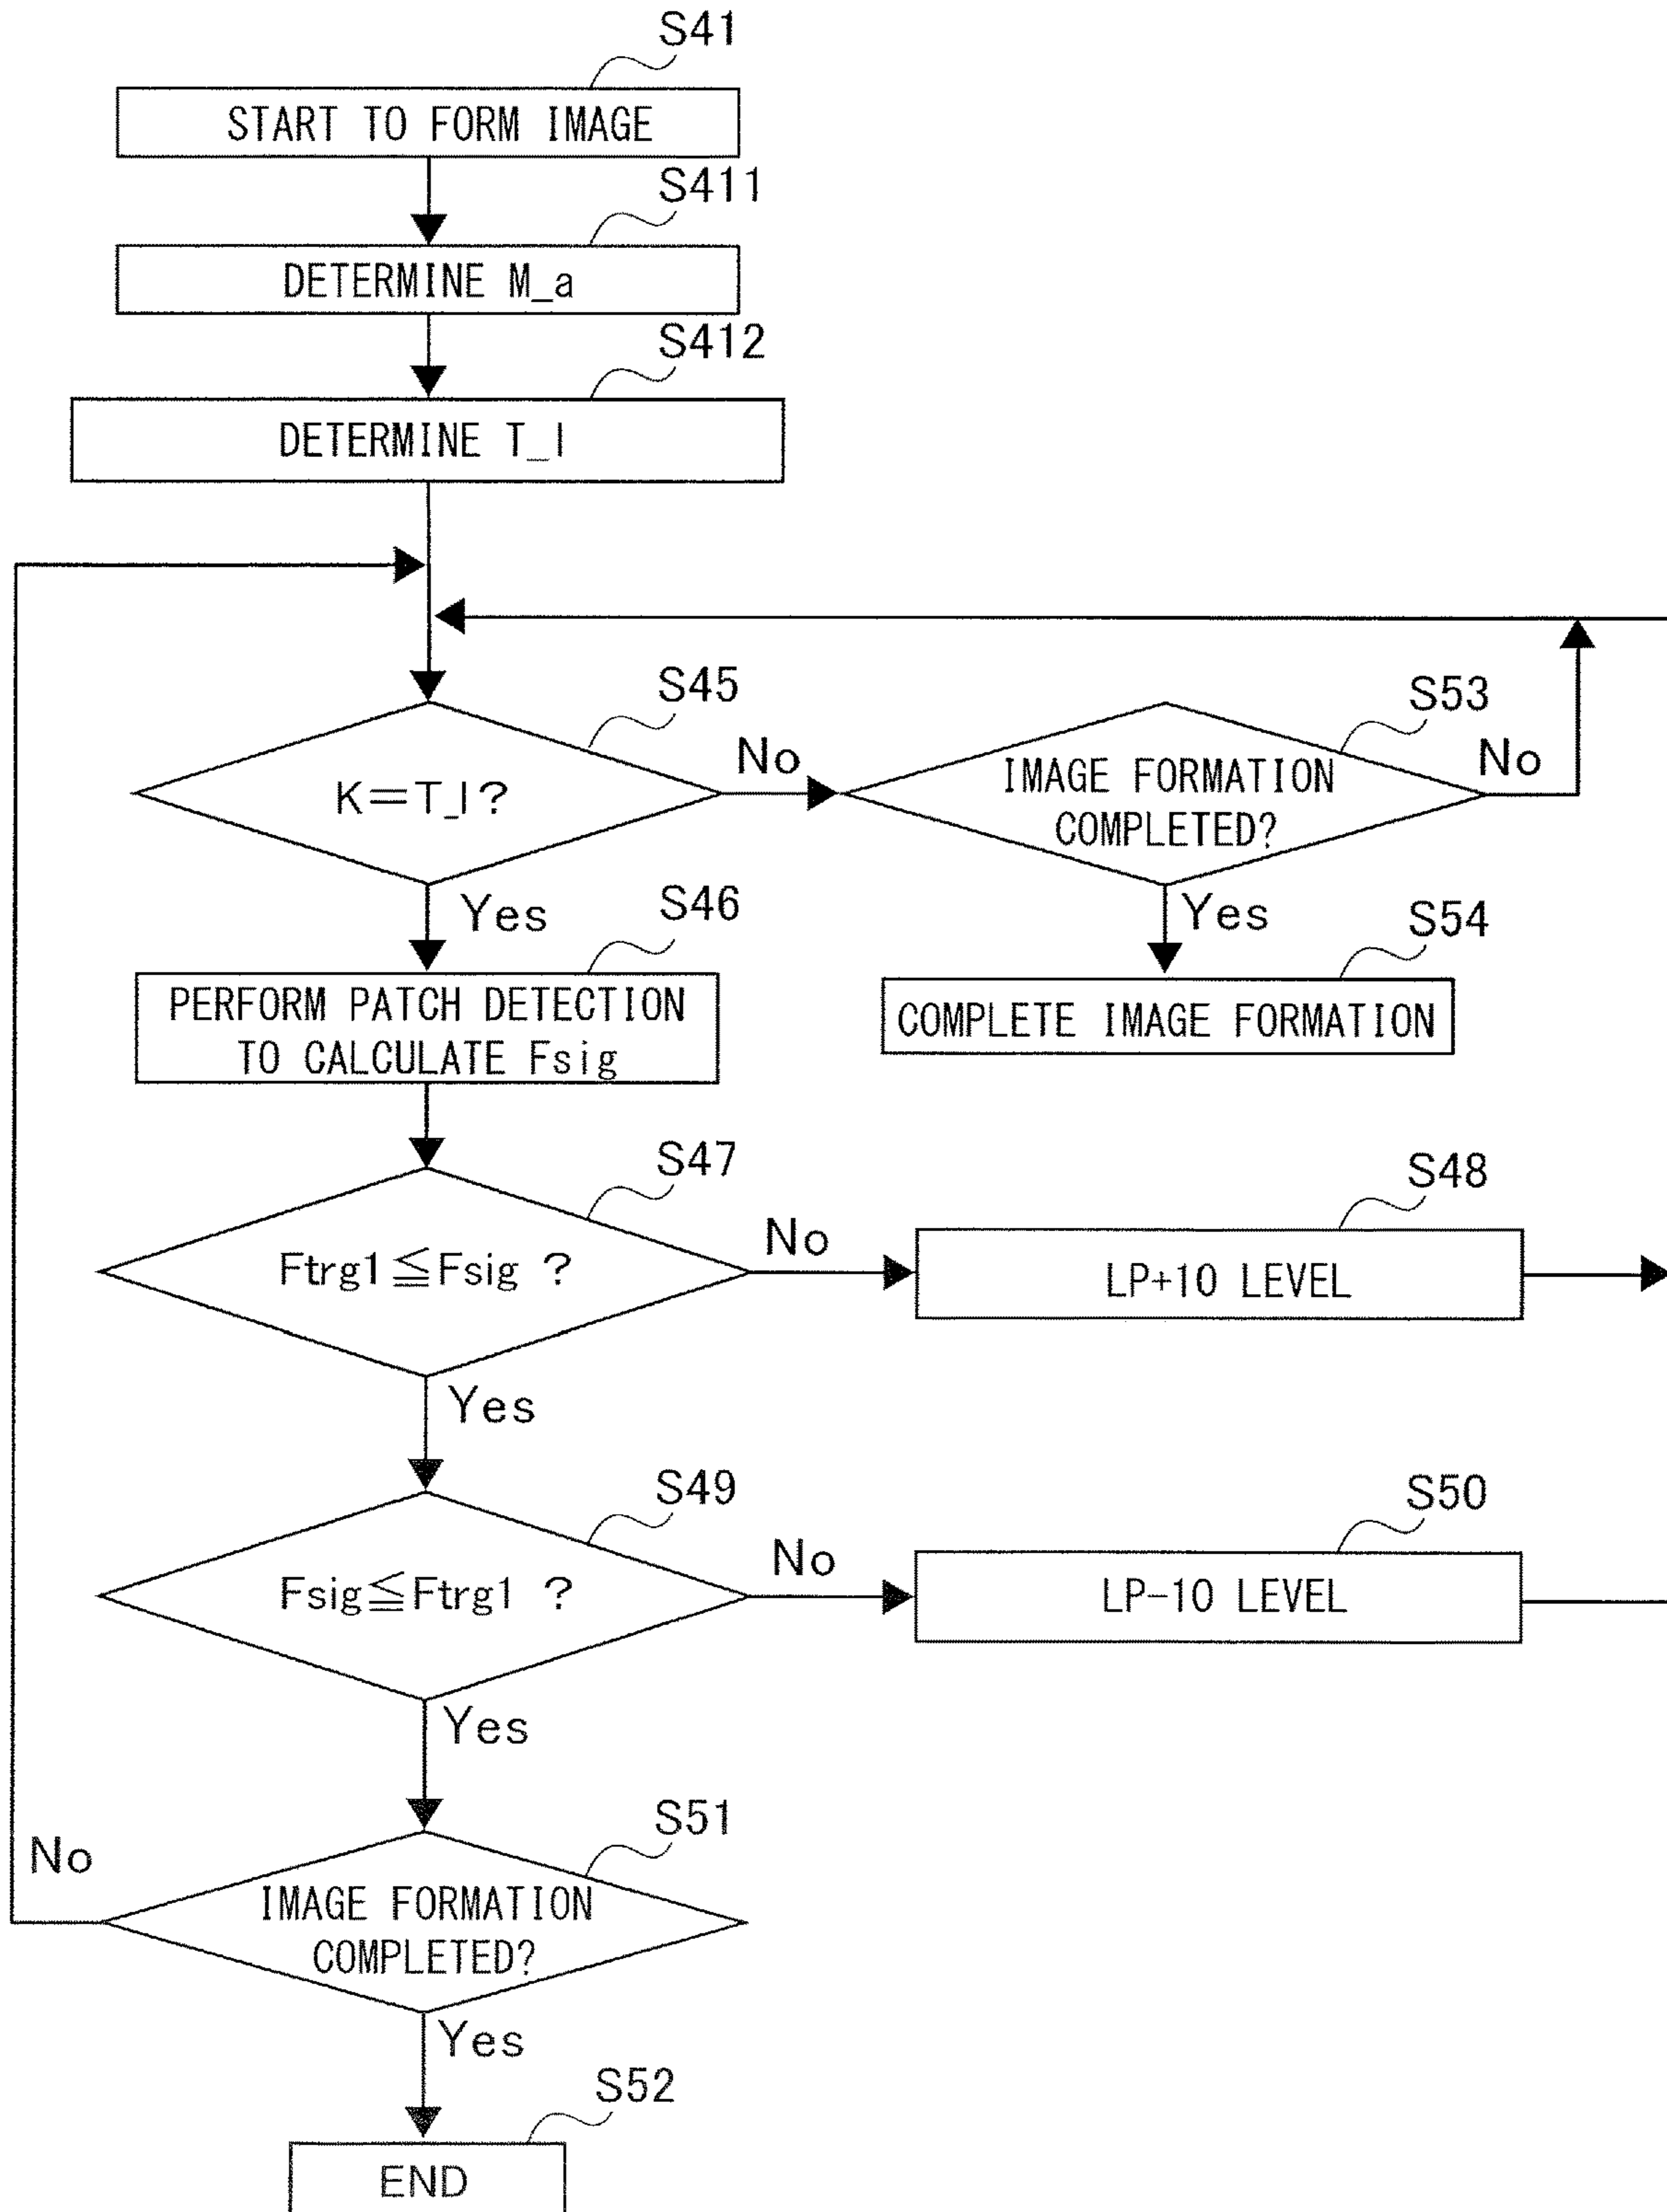 S41
START TO FORM IMAGE
S411
DETERMINE M_a
S412
DETERMINE T_I
S45
K=T_I?
No
Yes
S53
IMAGE FORMATION
COMPLETED?
No
Yes
S46
PERFORM PATCH DETECTION
TO CALCULATE Fsig
S54
COMPLETE IMAGE FORMATION
S47
Ftrg1≦Fsig ?
No
Yes
S48
LP+10 LEVEL
S49
Fsig≦Ftrg1 ?
No
Yes
S50
LP-10 LEVEL
S51
IMAGE FORMATION
COMPLETED?
No
Yes
S52
END